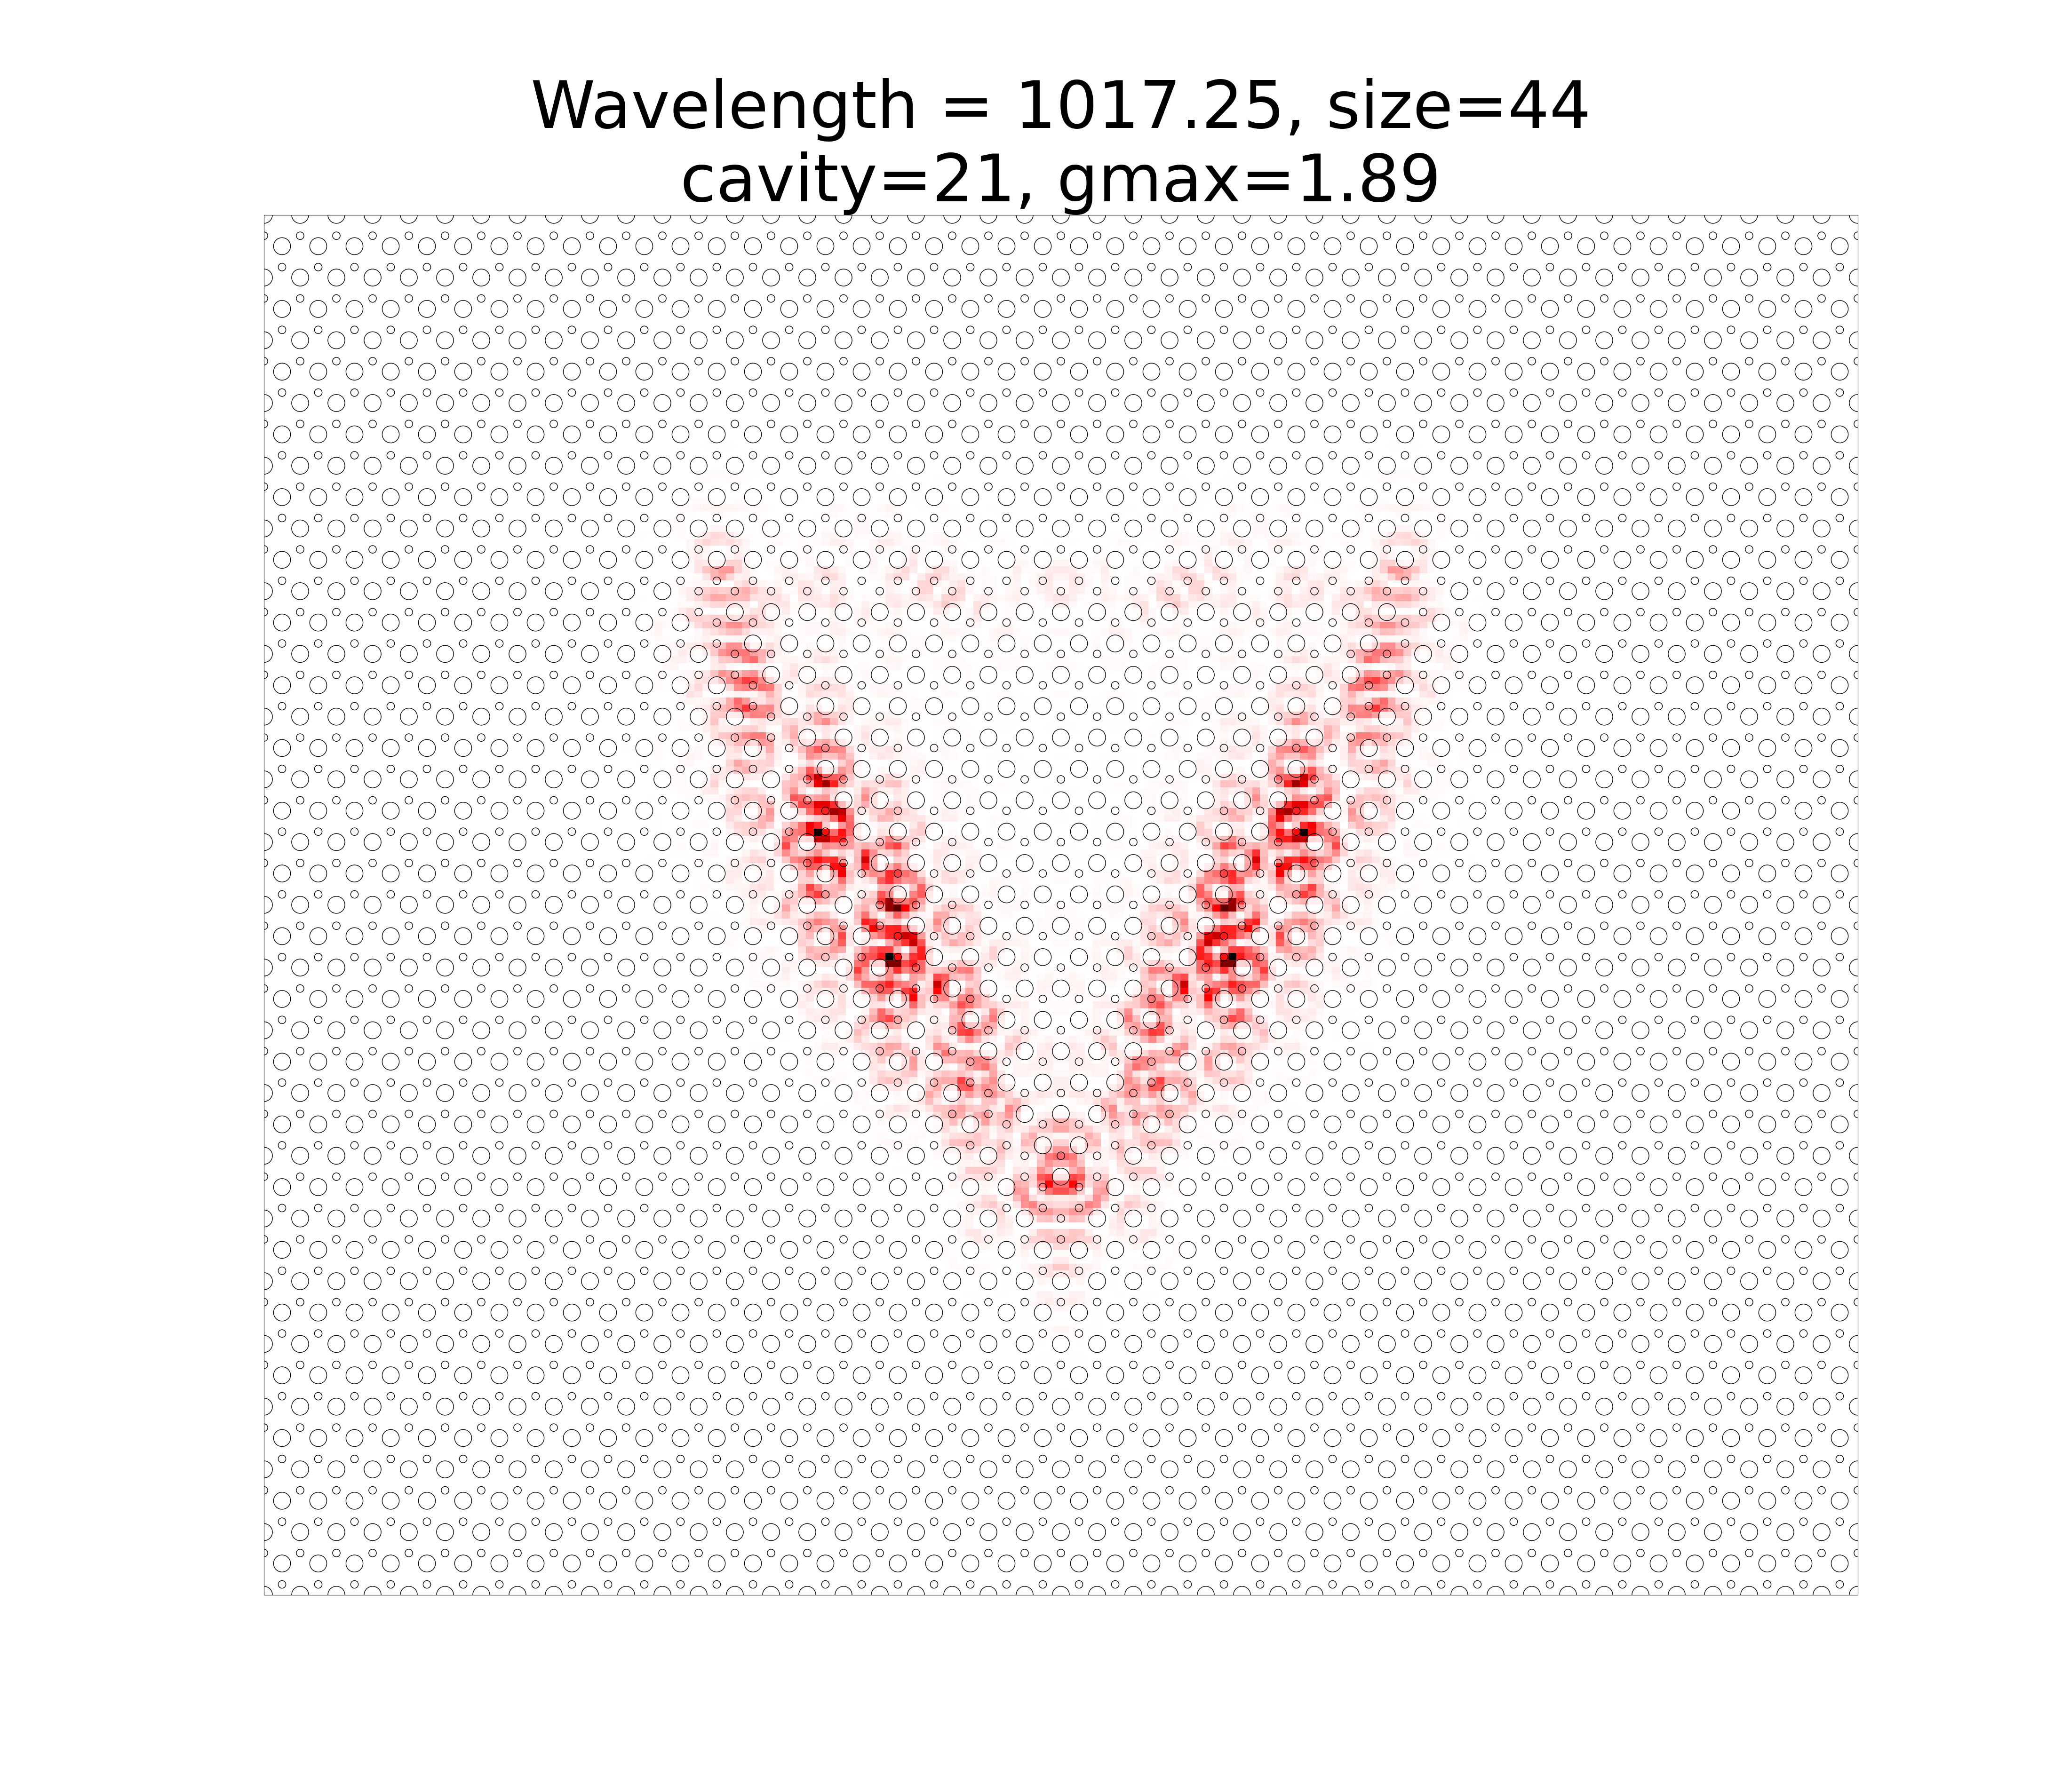 Wavelength = 1017.25, size=44
cavity=21, gmax=1.89